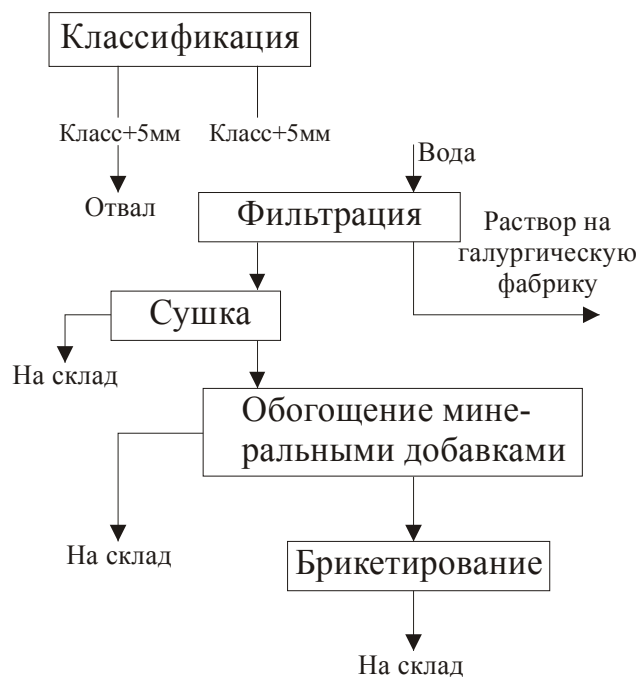 Классификация
Класс+5мм
Класс+5мм
Отвал
Вода
Фильтрация
Раствор на
галургическую
фабрику
Сушка
На склад
Обогощение мине-
ральными добавками
На склад
Брикетирование
На склад